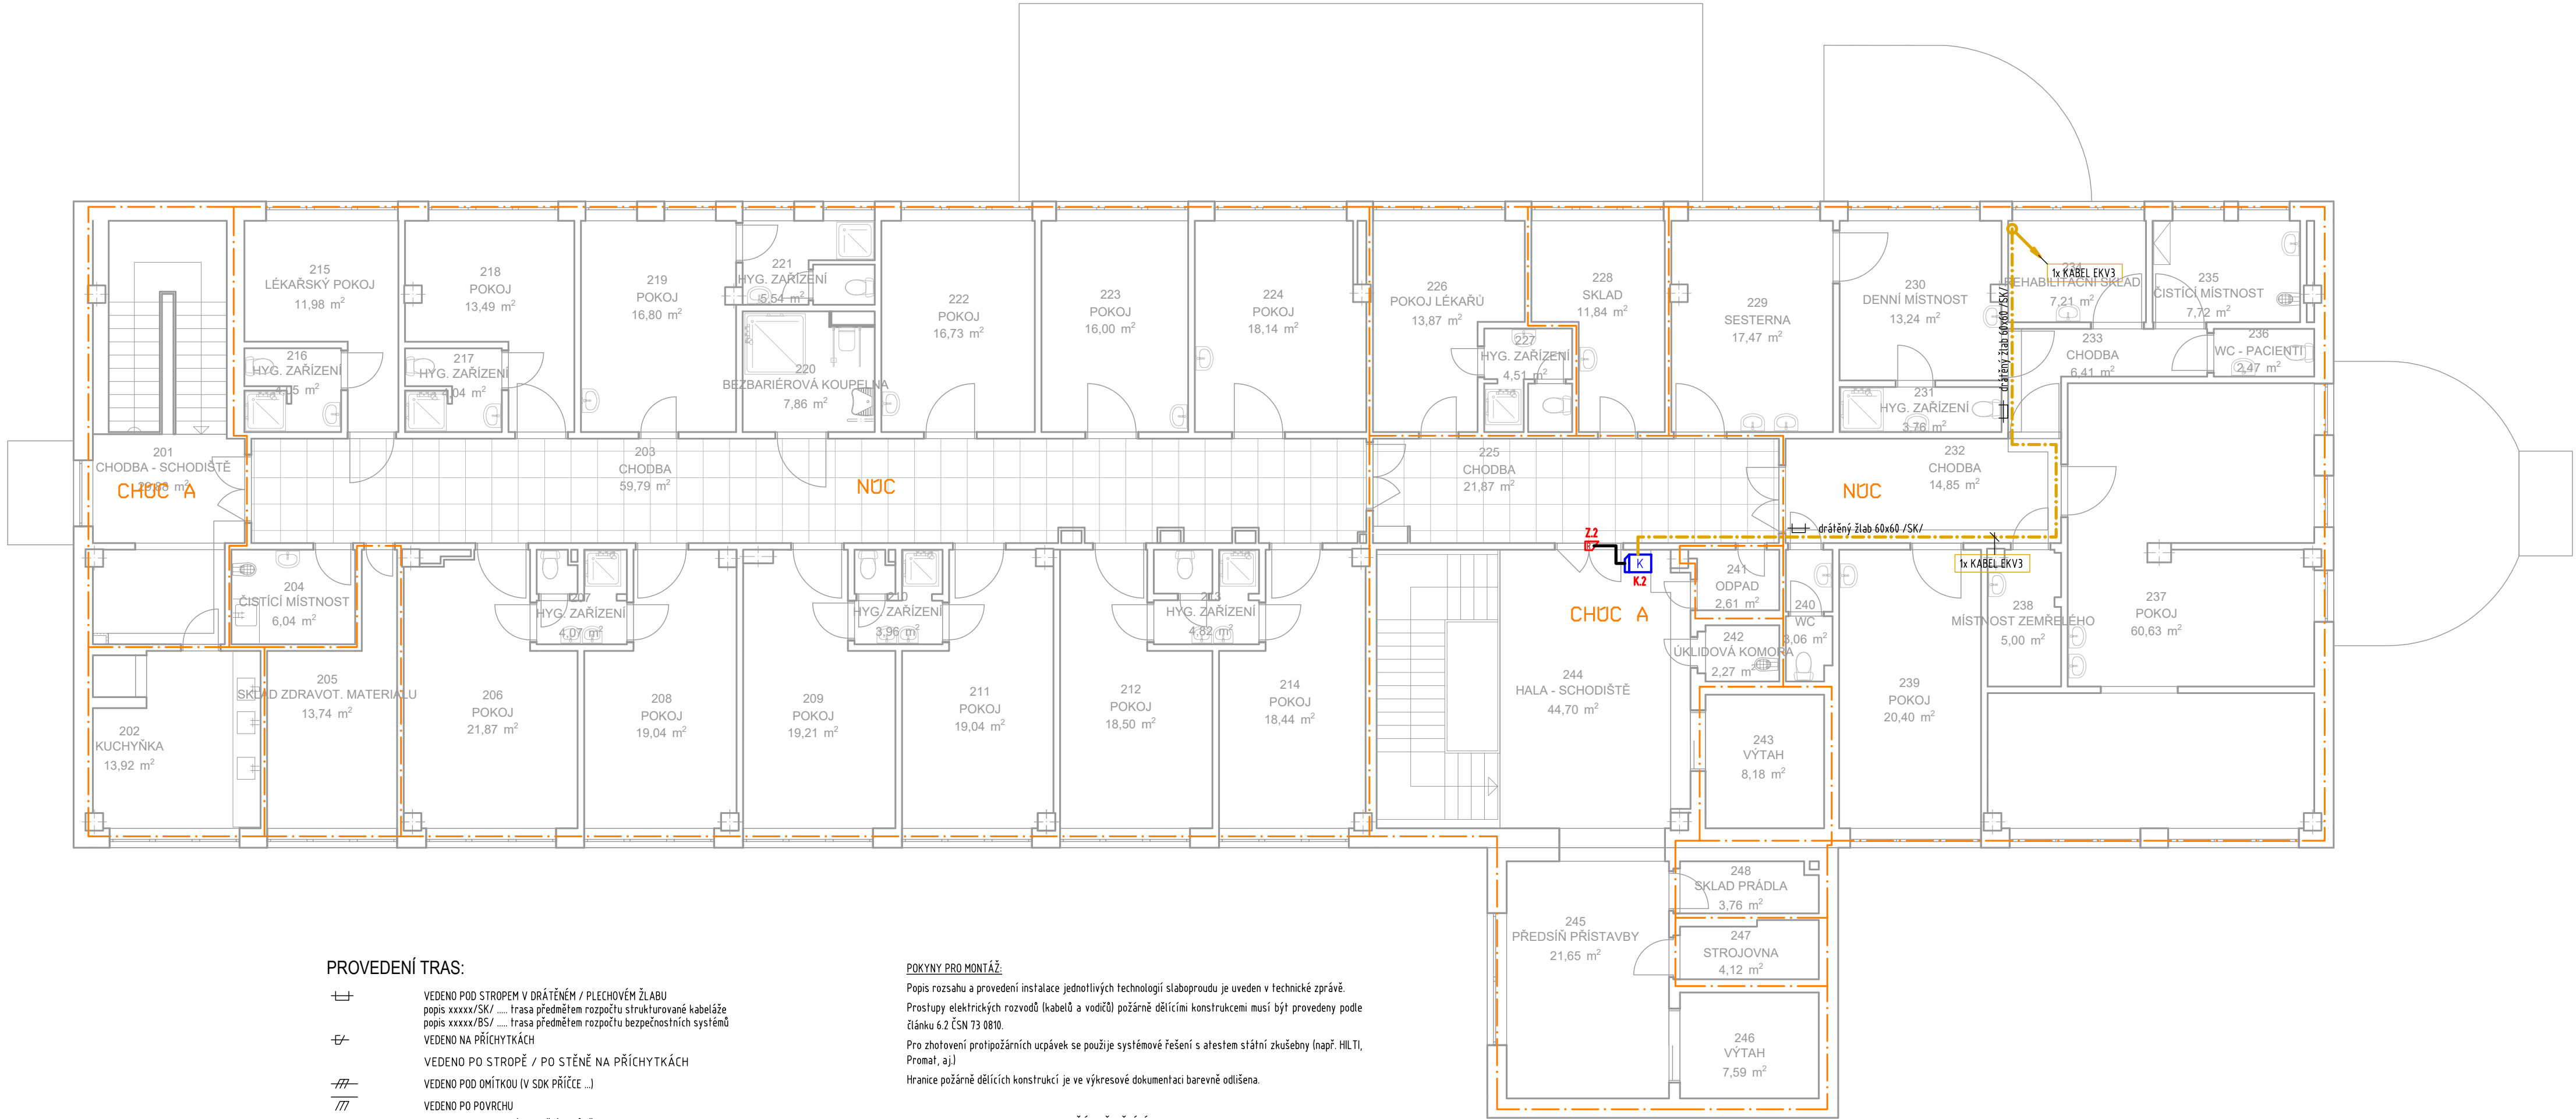 215
LÉKAŘSKÝ POKOJ
11,98 m²
218
POKOJ
13,49 m²
219
POKOJ
16,80 m²
221
HYG. ZAŘÍZENÍ
5,54 m²
222
POKOJ
16,73 m²
223
POKOJ
16,00 m²
224
POKOJ
18,14 m²
226
POKOJ LÉKAŘŮ
13,87 m²
228
SKLAD
11,84 m²
229
SESTERNA
17,47 m²
230
DENNÍ MÍSTNOST
13,24 m²
1x KABEL EKV3
234
REHABILITAČNÍ SKLAD
7,21 m²
235
ČISTÍCÍ MÍSTNOST
7,72 m²
drátěný žlab 60x60 /SK/
216
HYG. ZAŘÍZENÍ
217
HYG. ZAŘÍZENÍ
4,04 m²
220
BEZBARIÉROVÁ KOUPELNA
7,86 m²
227
HYG. ZAŘÍZENÍ
4,51 m²
233
CHODBA
6,41 m²
236
WC - PACIENTI
2,47 m²
231
HYG. ZAŘÍZENÍ
3,76 m²
201
CHODBA - SCHODIŠTĚ
CHÚC A
203
CHODBA
59,79 m²
NÚC
225
CHODBA
21,87 m²
232
CHODBA
14,85 m²
NÚC
drátěný žlab 60x60 /SK/
Z.2
K
K.2
1x KABEL EKV3
204
ČISTÍCÍ MÍSTNOST
6,04 m²
207
HYG. ZAŘÍZENÍ
4,07 m²
210
HYG. ZAŘÍZENÍ
3,96 m²
213
HYG. ZAŘÍZENÍ
4,82 m²
CHÚC A
241
ODPAD
2,61 m²
240
WC
3,06 m²
238
MÍSTNOST ZEMŘELÉHO
5,00 m²
237
POKOJ
60,63 m²
242
ÚKLIDOVÁ KOMORA
2,27 m²
202
KUCHYŇKA
13,92 m²
205
SKLAD ZDRAVOT. MATERIALU
13,74 m²
206
POKOJ
21,87 m²
208
POKOJ
19,04 m²
209
POKOJ
19,21 m²
211
POKOJ
19,04 m²
212
POKOJ
18,50 m²
214
POKOJ
18,44 m²
244
HALA - SCHODIŠTĚ
44,70 m²
243
VÝTAH
8,18 m²
239
POKOJ
20,40 m²
248
SKLAD PRÁDLA
3,76 m²
245
PŘEDSÍŇ PŘÍSTAVBY
21,65 m²
247
STROJOVNA
4,12 m²
246
VÝTAH
7,59 m²
PROVEDENÍ TRAS:
VEDENO POD STROPEM V DRÁTĚNÉM / PLECHOVÉM ŽLABU
popis xxxxx/SK/ ..... trasa předmětem rozpočtu strukturované kabeláže
popis xxxxx/BS/ ..... trasa předmětem rozpočtu bezpečnostních systémů
VEDENO NA PŘÍCHYTKÁCH
VEDENO PO STROPĚ / PO STĚNĚ NA PŘÍCHYTKÁCH
VEDENO POD OMÍTKOU (V SDK PŘÍČCE ...)
VEDENO PO POVRCHU
POKYNY PRO MONTÁŽ:
Popis rozsahu a provedení instalace jednotlivých technologií slaboproudu je uveden v technické zprávě.
Prostupy elektrických rozvodů (kabelů a vodičů) požárně dělícími konstrukcemi musí být provedeny podle
článku 6.2 ČSN 73 0810.
Pro zhotovení protipožárních ucpávek se použije systémové řešení s atestem státní zkušebny (např. HILTI,
Promat, aj.)
Hranice požárně dělících konstrukcí je ve výkresové dokumentaci barevně odlišena.